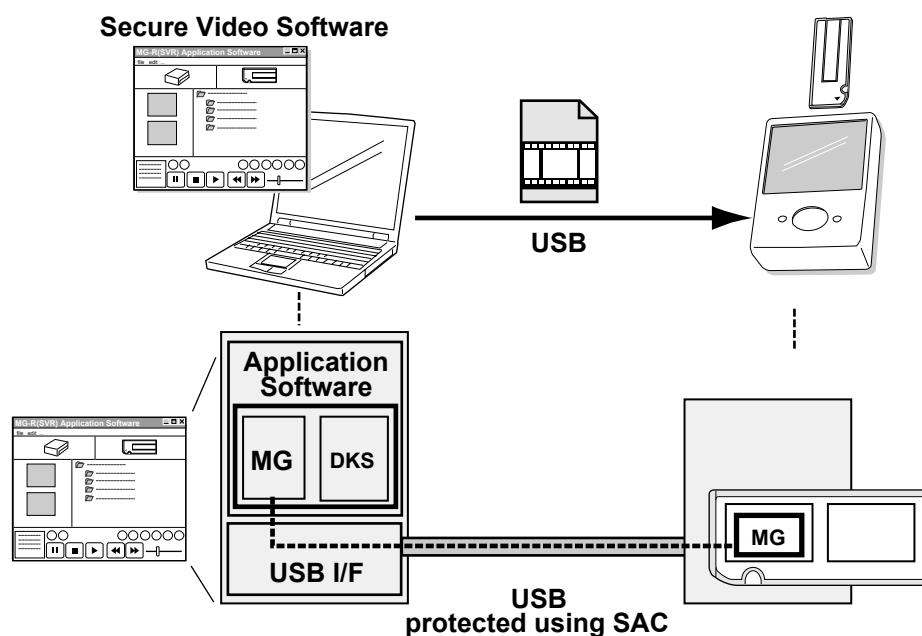 Secure Video Software
MG-R(SVR) Application Software
file edit ...
USB
Application
Software
MG
DKS
USB I/F
MG-R(SVR) Application Software
file edit ...
MG
USB
protected using SAC